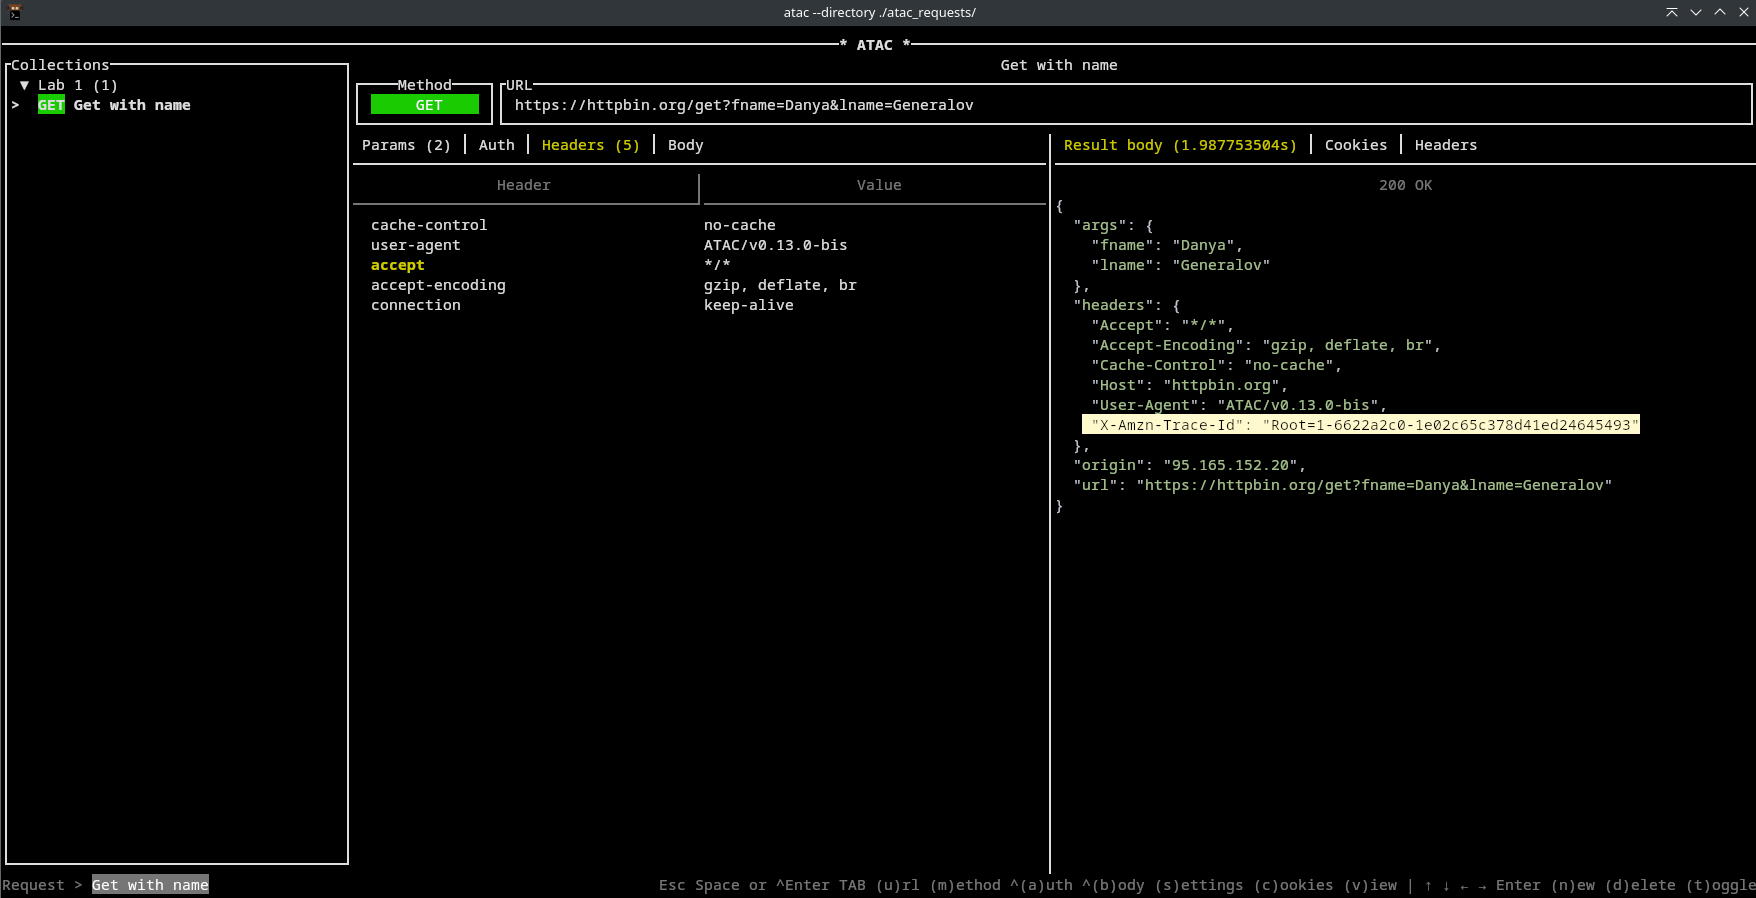 atac --directory ./atac_requests/
* ATAC *
Collections
▼ Lab 1 (1)
> GET Get with name
Get with name
Method
GET
URL
https://httpbin.org/get?fname=Danya&lname=Generalov
Params (2) | Auth | Headers (5) | Body
Header Value
cache-control no-cache
user-agent ATAC/v0.13.0-bis
accept */*
accept-encoding gzip, deflate, br
connection keep-alive
Result body (1.987753504s) | Cookies | Headers
200 OK
{
  "args": {
    "fname": "Danya",
    "lname": "Generalov"
  },
  "headers": {
    "Accept": "*/*",
    "Accept-Encoding": "gzip, deflate, br",
    "Cache-Control": "no-cache",
    "Host": "httpbin.org",
    "User-Agent": "ATAC/v0.13.0-bis",
    "X-Amzn-Trace-Id": "Root=1-6622a2c0-1e02c65c378d41ed24645493"
  },
  "origin": "95.165.152.20",
  "url": "https://httpbin.org/get?fname=Danya&lname=Generalov"
}
Request > Get with name
Esc Space or ^Enter TAB (u)rl (m)ethod ^(a)uth ^(b)ody (s)ettings (c)ookies (v)iew | ↑ ↓ ← → Enter (n)ew (d)elete (t)oggle